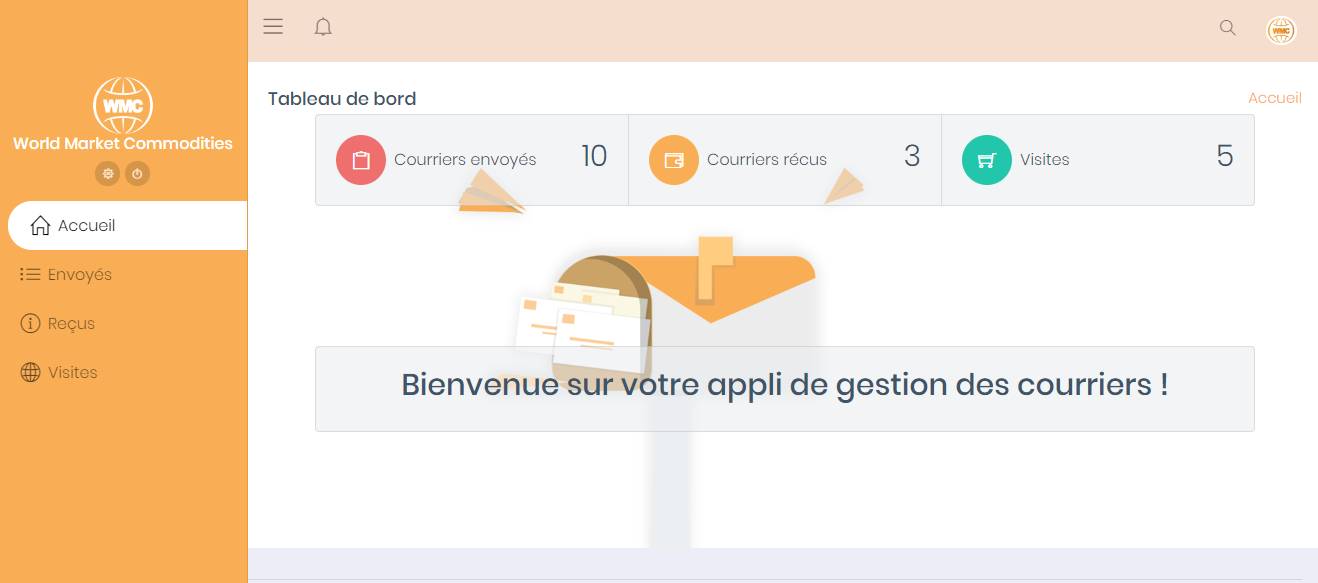 WMC
World Market Commodities
Accueil
Envoyés
Reçus
Visites
WMC
Tableau de bord
Accueil
Courriers envoyés 10
Courriers récus 3
Visites 5
Bienvenue sur votre appli de gestion des courriers !